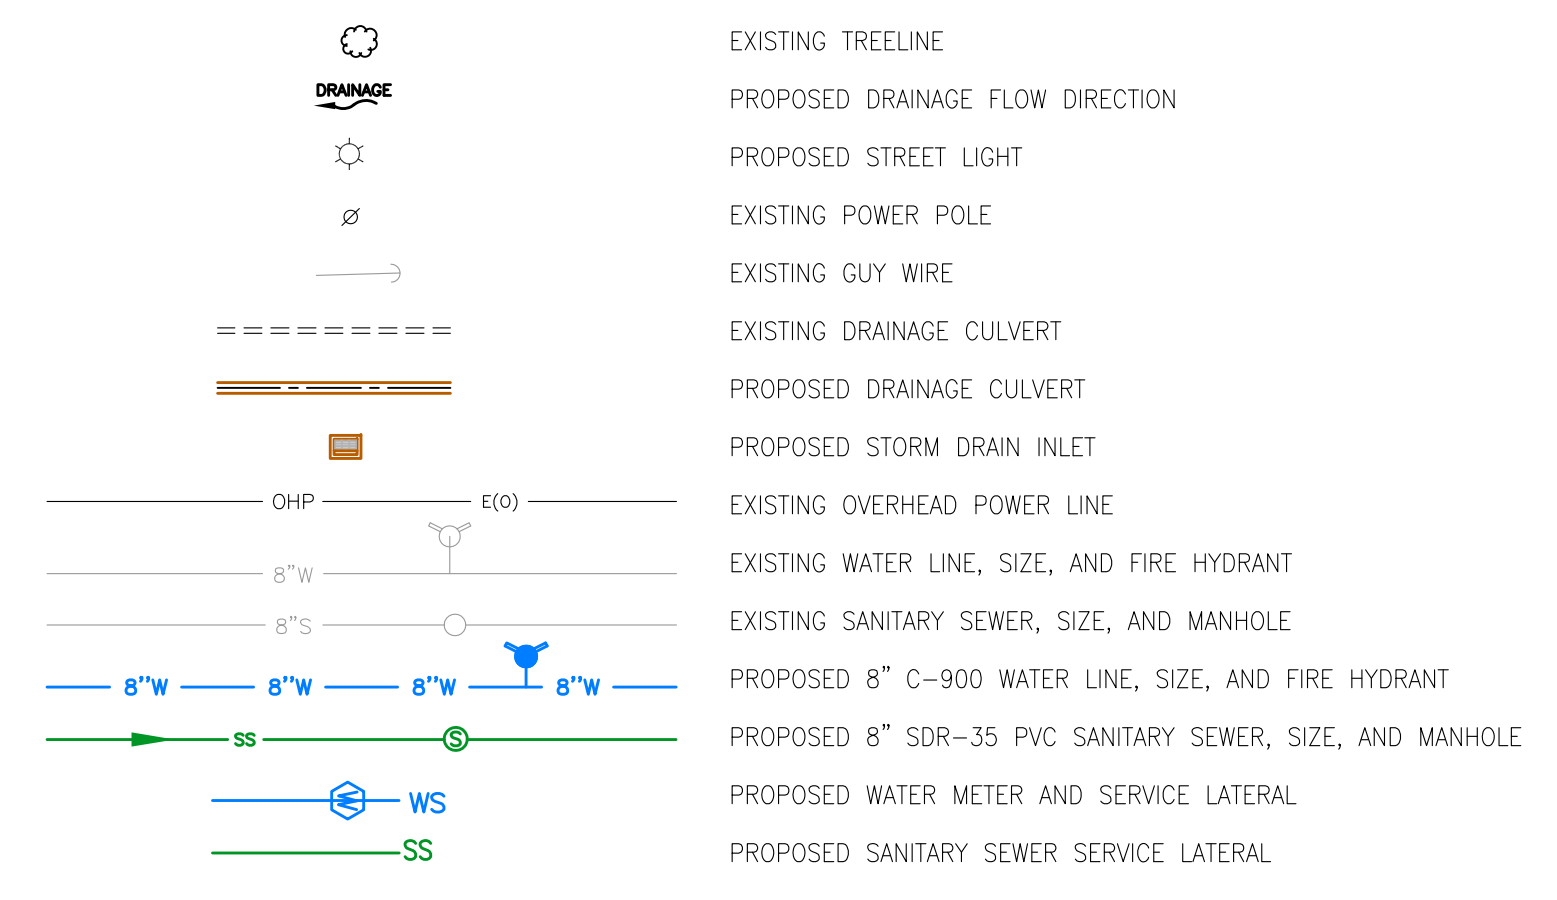 EXISTING TREELINE
DRAINAGE PROPOSED DRAINAGE FLOW DIRECTION
PROPOSED STREET LIGHT
EXISTING POWER POLE
EXISTING GUY WIRE
EXISTING DRAINAGE CULVERT
PROPOSED DRAINAGE CULVERT
PROPOSED STORM DRAIN INLET
OHP E(O) EXISTING OVERHEAD POWER LINE
8"W EXISTING WATER LINE, SIZE, AND FIRE HYDRANT
8"S EXISTING SANITARY SEWER, SIZE, AND MANHOLE
8"W 8"W 8"W 8"W PROPOSED 8" C-900 WATER LINE, SIZE, AND FIRE HYDRANT
SS S PROPOSED 8" SDR-35 PVC SANITARY SEWER, SIZE, AND MANHOLE
WS PROPOSED WATER METER AND SERVICE LATERAL
SS PROPOSED SANITARY SEWER SERVICE LATERAL